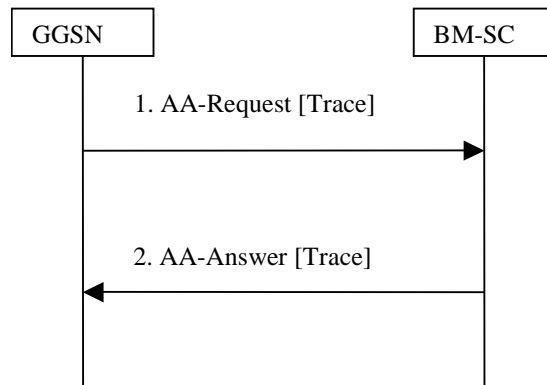 GGSN
BM-SC
1. AA-Request [Trace]
2. AA-Answer [Trace]